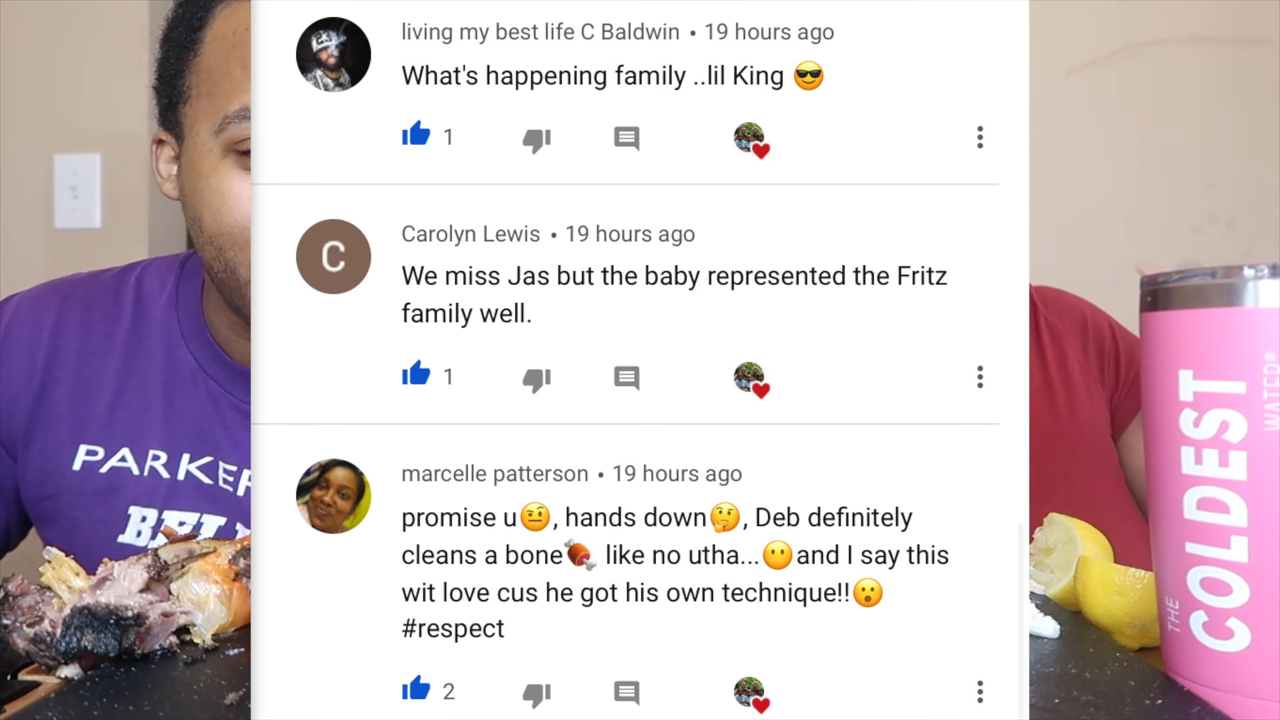 living my best life C Baldwin • 19 hours ago
What's happening family ..lil King 😎
1
C
Carolyn Lewis • 19 hours ago
We miss Jas but the baby represented the Fritz
family well.
1
marcelle patterson • 19 hours ago
promise u🤨, hands down🤔, Deb definitely
cleans a bone🍖 like no utha...😶and I say this
wit love cus he got his own technique!!😮
#respect
2
PARKER
THE COLDEST
WATER®